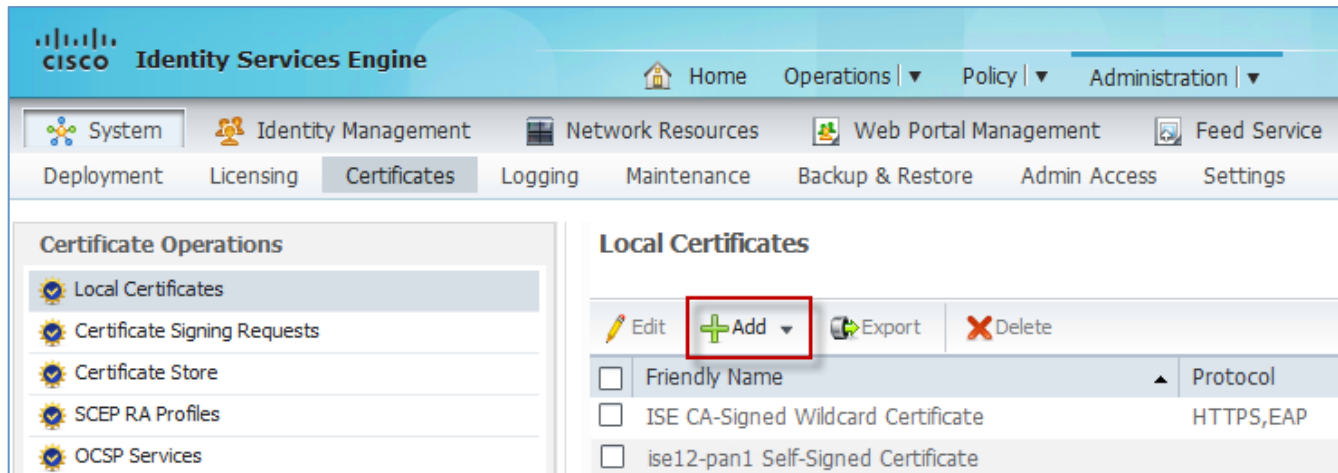 CISCO Identity Services Engine
Home Operations Policy Administration
System Identity Management Network Resources Web Portal Management Feed Service
Deployment Licensing Certificates Logging Maintenance Backup & Restore Admin Access Settings
Certificate Operations
Local Certificates
Certificate Signing Requests
Certificate Store
SCEP RA Profiles
OCSP Services
Local Certificates
Edit Add Export Delete
Friendly Name Protocol
ISE CA-Signed Wildcard Certificate HTTPS,EAP
ise12-pan1 Self-Signed Certificate